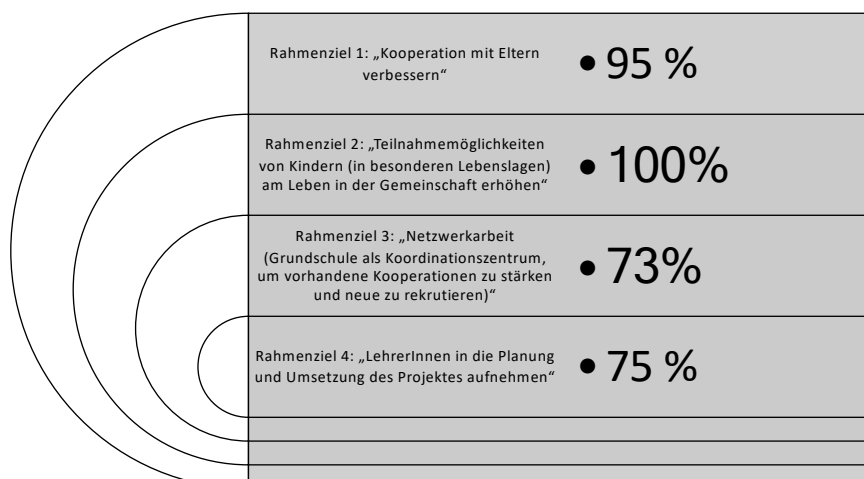 Rahmenziel 1: „Kooperation mit Eltern
verbessern“
• 95 %
Rahmenziel 2: „Teilnahmemöglichkeiten
von Kindern (in besonderen Lebenslagen)
am Leben in der Gemeinschaft erhöhen“
• 100%
Rahmenziel 3: „Netzwerkarbeit
(Grundschule als Koordinationszentrum,
um vorhandene Kooperationen zu stärken
und neue zu rekrutieren)“
• 73%
Rahmenziel 4: „LehrerInnen in die Planung
und Umsetzung des Projektes aufnehmen“
• 75 %